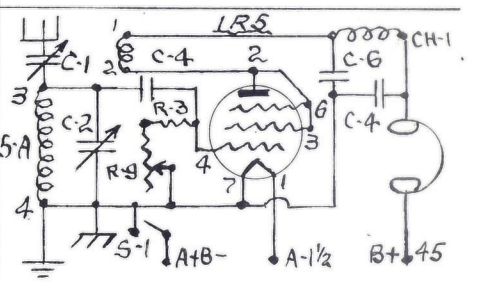 1R5
1
CH-1
C-1
2
C-4
2
C-6
3
C-2
R-3
6
C-4
3
5-A
4
R-9
7
1
4
S-1
A+B-
A-1½
B+45